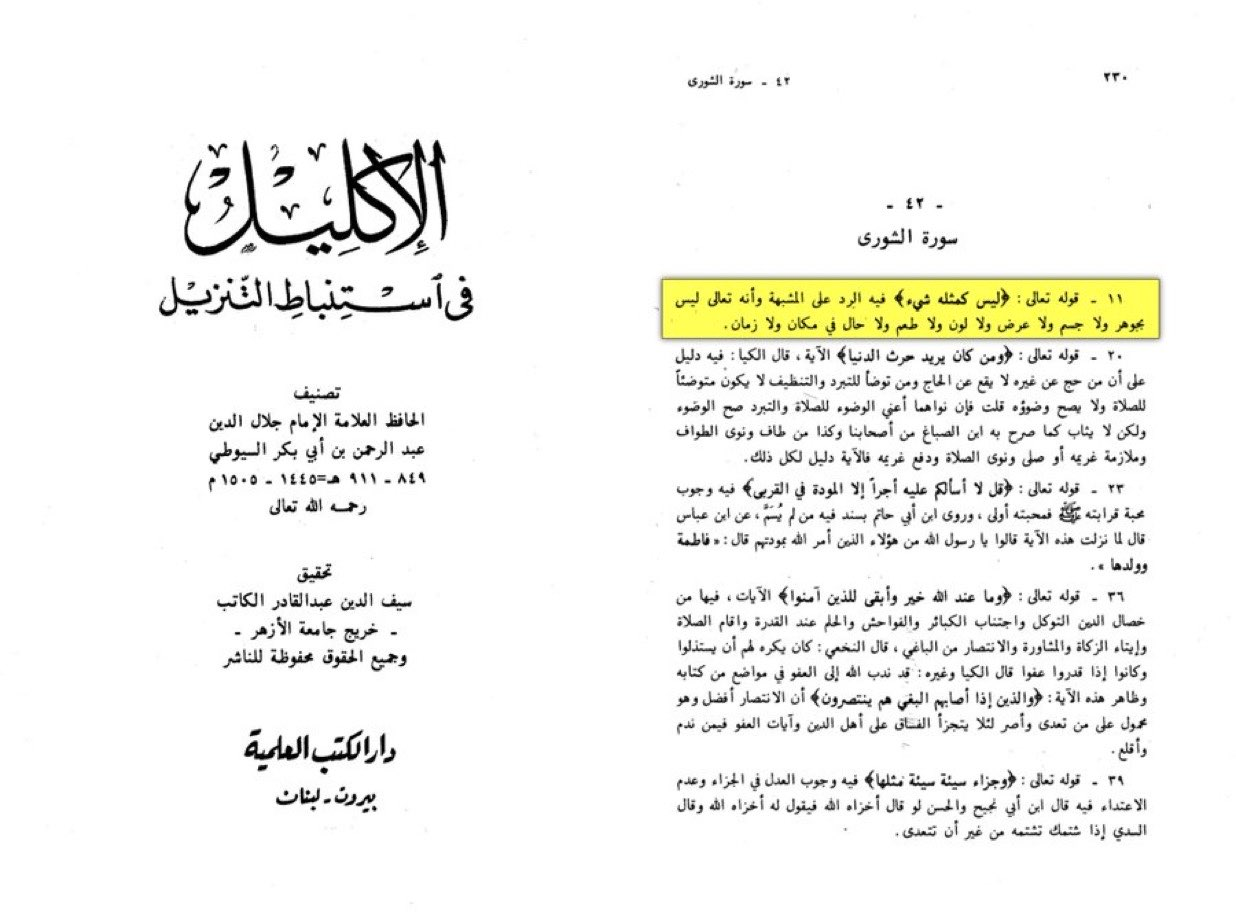 ٤٢ ـ سورة الشورى
٢٣٠
الإكليل
في استنباط التنزيل
تصنيف
الحافظ العلامة الإمام جلال الدين
عبد الرحمن بن أبي بكر السيوطي
٨٤٩ ـ ٩١١ هـ=١٤٤٥ ـ ١٥٠٥ م
رحمه الله تعالى
تحقيق
سيف الدين عبدالقادر الكاتب
ـ خريج جامعة الأزهر ـ
وجميع الحقوق محفوظة للناشر
دار الكتب العلمية
بيروت ـ لبنان
ـ ٤٢ ـ
سورة الشورى
١١ ـ قوله تعالى : ﴿ليس كمثله شيء﴾ فيه الرد على المشبهة وأنه تعالى ليس
بجوهر ولا جسم ولا عرض ولا لون ولا طعم ولا حال في مكان ولا زمان .
٢٠ ـ قوله تعالى : ﴿ومن كان يريد حرث الدنيا﴾ الآية ، قال الكيا : فيه دليل
على أن من حج عن غيره لا يقع عن الحاج ومن توضأ للتبرد والتنظيف لا يكون متوضئاً
للصلاة ولا يصح وضوؤه قلت فإن نواهما أعني الوضوء للصلاة والتبرد صح الوضوء
ولكن لا يثاب كما صرح به ابن الصباغ من أصحابنا وكذا من طاف ونوى الطواف
وملازمة غريمه أو صلى ونوى الصلاة ودفع غريمه فالآية دليل لكل ذلك .
٢٣ ـ قوله تعالى : ﴿قل لا أسألكم عليه أجراً إلا المودة في القربى﴾ فيه وجوب
محبة قرابته ﷺ فمحبته أولى ، وروى ابن أبي حاتم بسند فيه من لم يُسَمَّ ، عن ابن عباس
قال لما نزلت هذه الآية قالوا يا رسول الله من هؤلاء الذين أمر الله بمودتهم قال : « فاطمة
وولدها » .
٣٦ ـ قوله تعالى : ﴿وما عند الله خير وأبقى للذين آمنوا﴾ الآيات ، فيها من
خصال الدين التوكل واجتناب الكبائر والفواحش والحلم عند القدرة واقام الصلاة
وإيتاء الزكاة والمشاورة والانتصار من الباغي ، قال النخعي : كان يكره لهم أن يستذلوا
وكانوا إذا قدروا عفوا قال الكيا وغيره : قد ندب الله إلى العفو في مواضع من كتابه
وظاهر هذه الآية : ﴿والذين إذا أصابهم البغي هم ينتصرون﴾ أن الانتصار أفضل وهو
محمول على من تعدى وأصر لئلا يتجزأ الفساق على أهل الدين وآيات العفو فيمن ندم
وأقلع .
٣٩ ـ قوله تعالى : ﴿وجزاء سيئة سيئة مثلها﴾ فيه وجوب العدل في الجزاء وعدم
الاعتداء فيه قال ابن أبي نجيح والحسن لو قال أخزاه الله فيقول له أخزاه الله وقال
السدي إذا شتمك تشتمه من غير أن تتعدى .